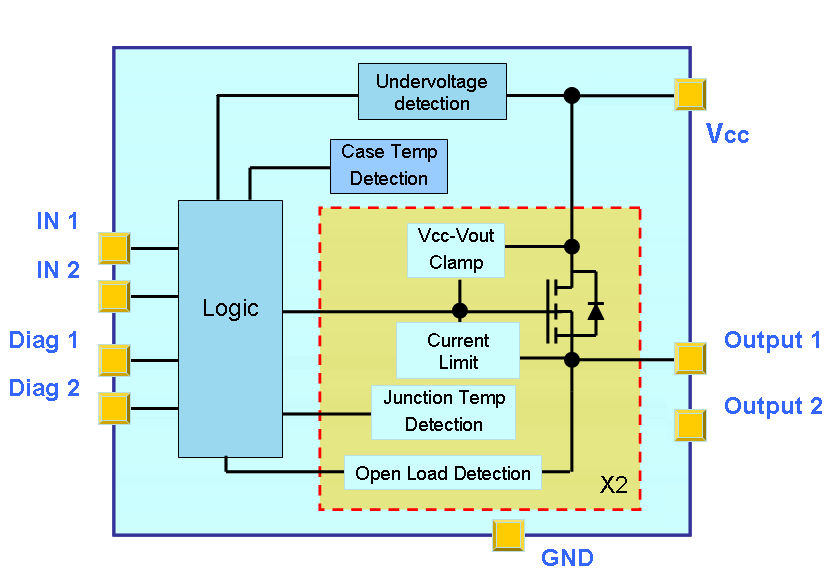 Undervoltage
detection
Vcc
Case Temp
Detection
IN 1
IN 2
Diag 1
Diag 2
Logic
Vcc-Vout
Clamp
Current
Limit
Junction Temp
Detection
Open Load Detection
X2
Output 1
Output 2
GND